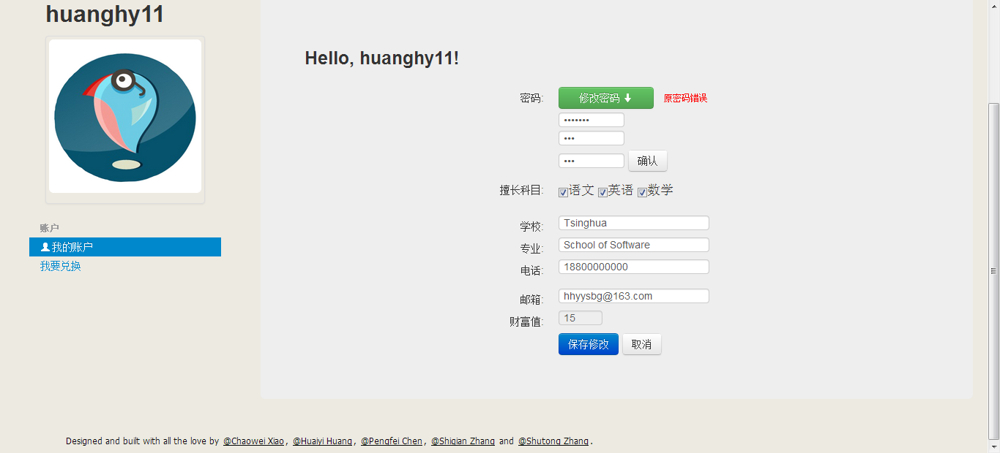 huanghy11
账户
我的账户
我要兑换
Hello, huanghy11!
密码: 修改密码 原密码错误
•••••••
•••
••• 确认
擅长科目: 语文 英语 数学
学校: Tsinghua
专业: School of Software
电话: 18800000000
邮箱: hhyysbg@163.com
财富值: 15
保存修改 取消
Designed and built with all the love by @Chaowei Xiao, @Huaiyi Huang, @Pengfei Chen, @Shiqian Zhang and @Shutong Zhang.